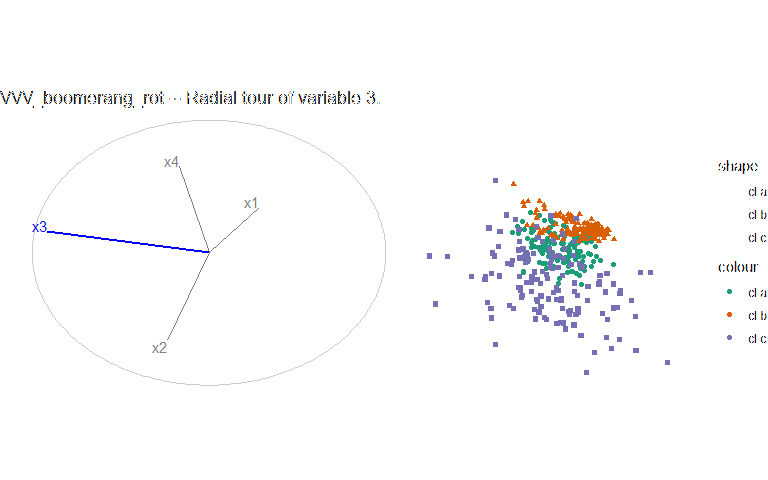 VVV_boomerang_rot -- Radial tour of variable 3.
x4
x1
x3
x2
shape
cl a
cl b
cl c
colour
cl a
cl b
cl c